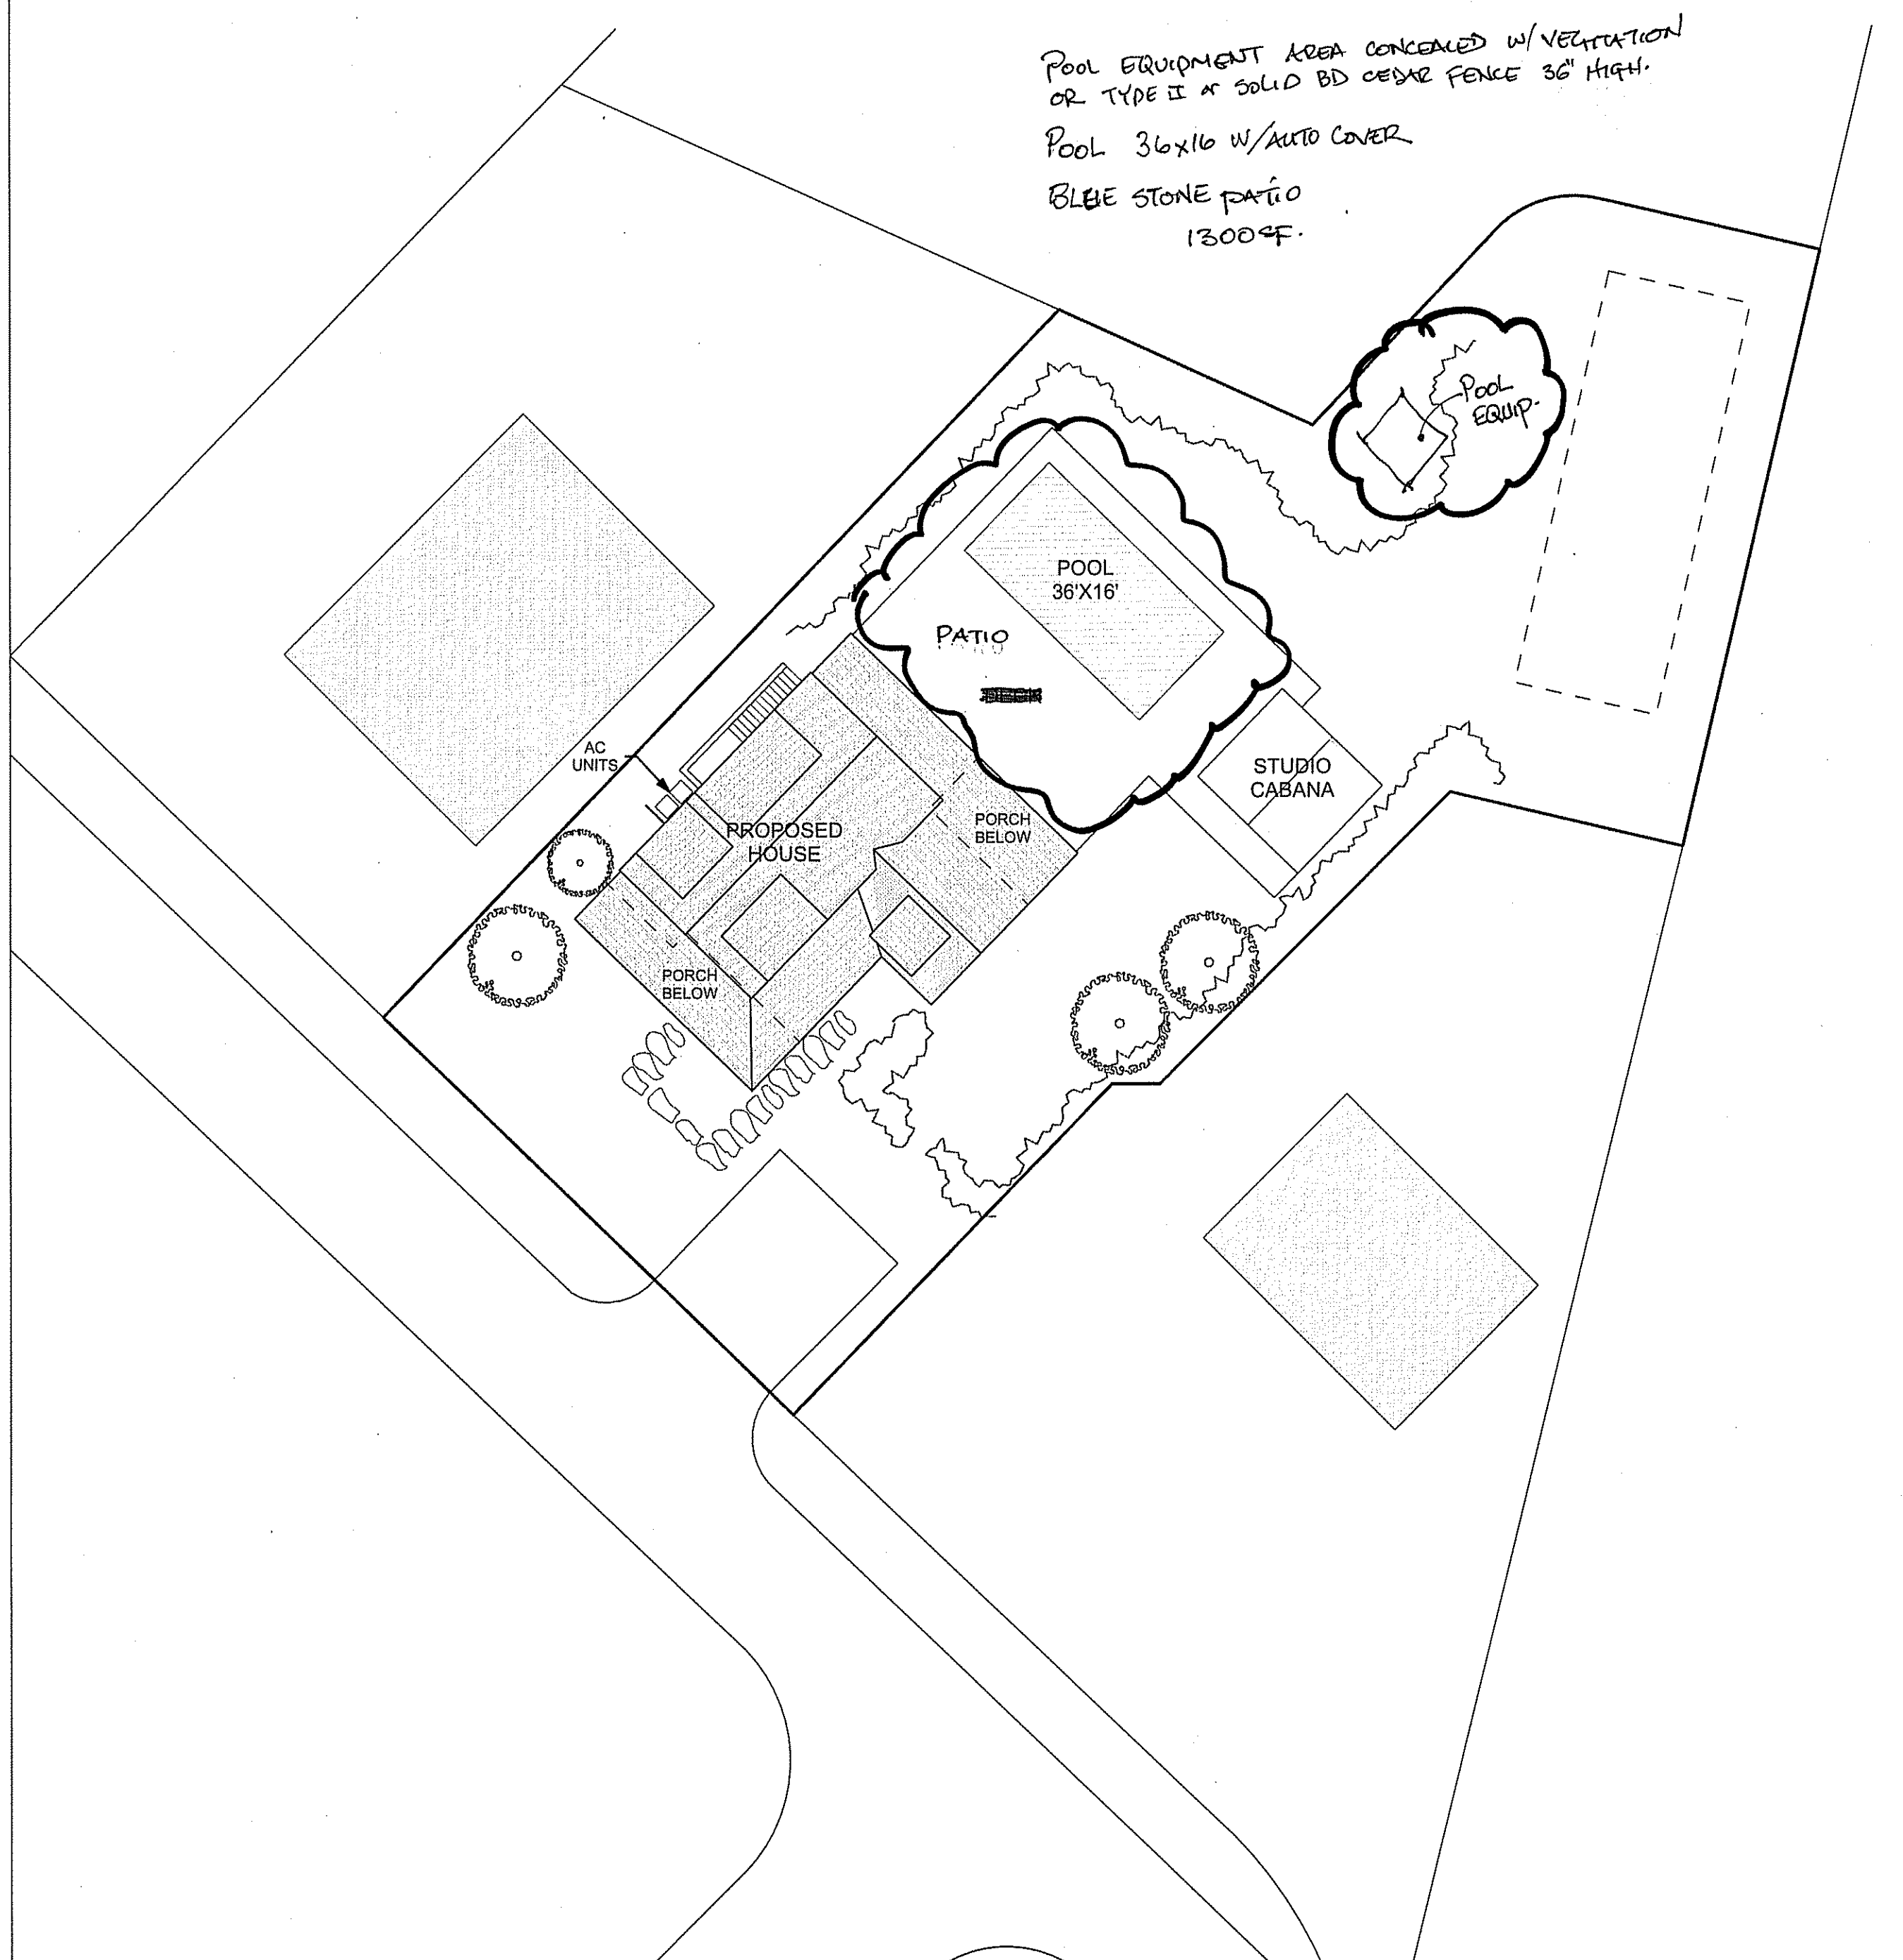 POOL EQUIPMENT AREA CONCEALED W/ VEGITATION
OR TYPE II or SOLID BD CEDAR FENCE 36" HIGH.
POOL 36x16 W/AUTO COVER
BLUE STONE PATIO
1300 SF.
POOL
EQUIP.
POOL
36'X16'
PATIO
AC
UNITS
STUDIO
CABANA
PROPOSED
HOUSE
PORCH
BELOW
PORCH
BELOW